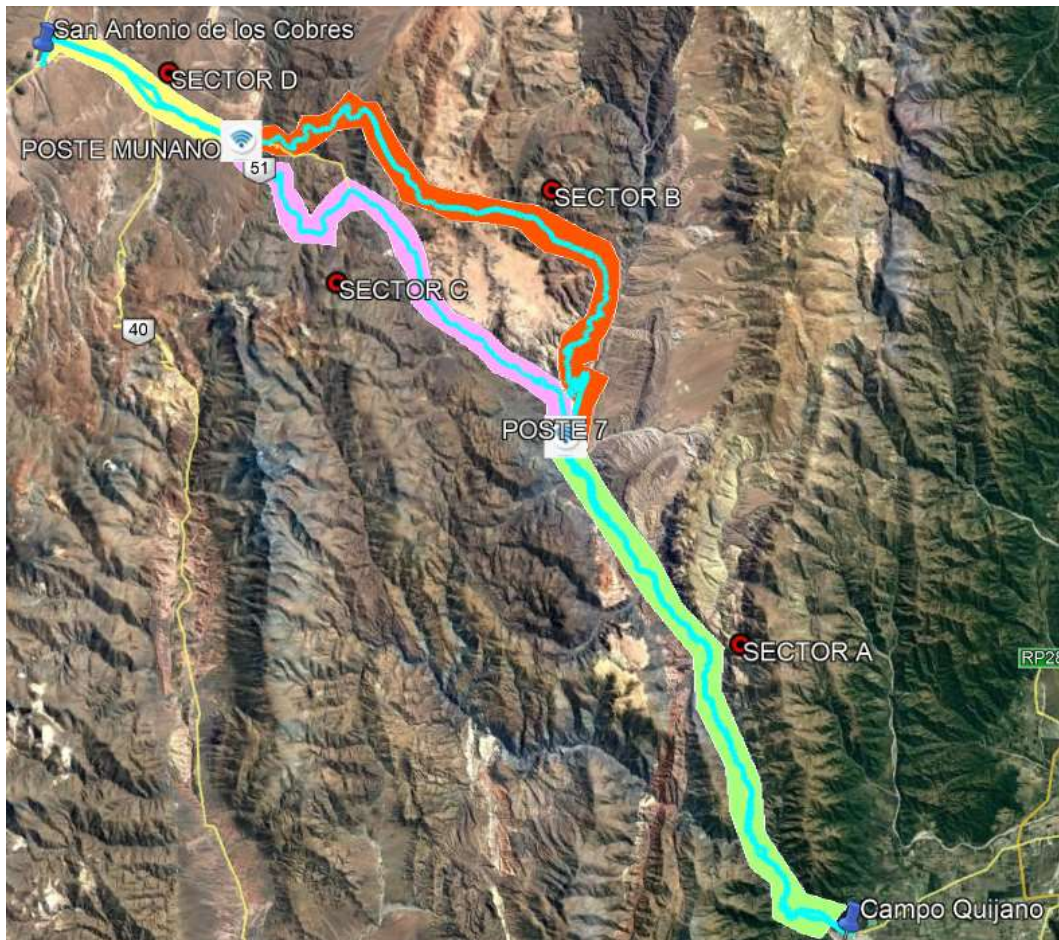 San Antonio de los Cobres
SECTOR D
POSTE MUNANO
51
SECTOR B
SECTOR C
40
POSTE 7
SECTOR A
RP28
Campo Quijano